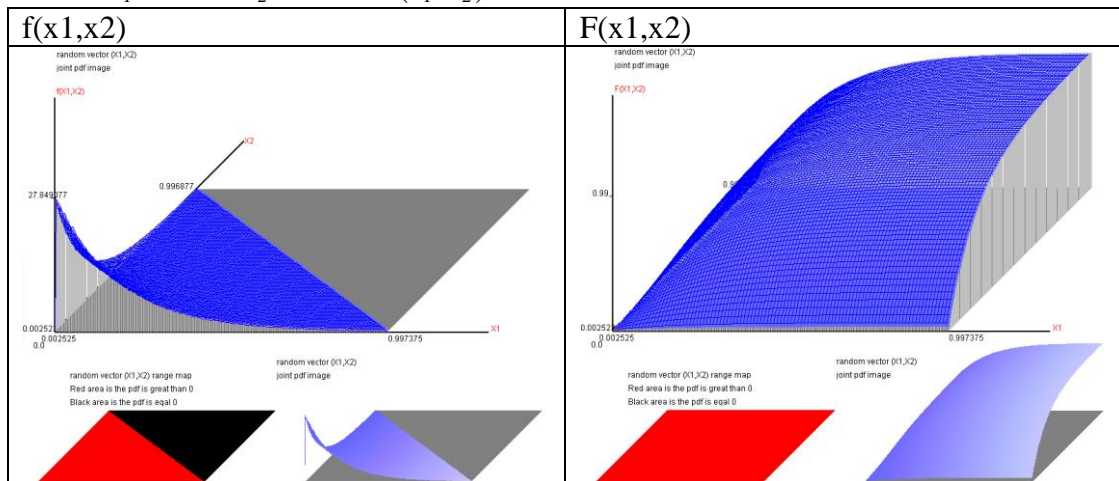 f(x1,x2)
F(x1,x2)
random vector (X1,X2)
joint pdf image
f(X1,X2)
X2
0.996877
27.849077
0.002525
0.0
0.002525
0.997375
X1
random vector (X1,X2) range map
Red area is the pdf is great than 0
Black area is the pdf is eqal 0
random vector (X1,X2)
joint pdf image
random vector (X1,X2)
joint pdf image
F(X1,X2)
0.99
0.002525
0.0
0.002525
0.997375
X1
random vector (X1,X2) range map
Red area is the pdf is great than 0
Black area is the pdf is eqal 0
random vector (X1,X2)
joint pdf image